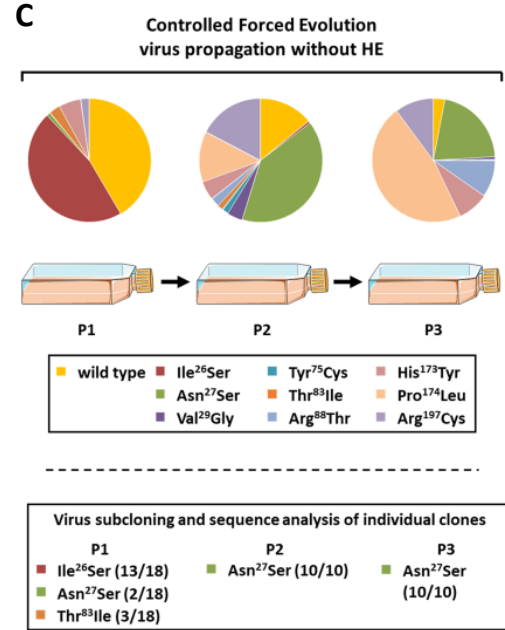 C
Controlled Forced Evolution
virus propagation without HE
P1 P2 P3
wild type Ile²⁶Ser Tyr⁷⁵Cys His¹⁷³Tyr
Asn²⁷Ser Thr⁸³Ile Pro¹⁷⁴Leu
Val²⁹Gly Arg⁸⁸Thr Arg¹⁹⁷Cys
Virus subcloning and sequence analysis of individual clones
P1 P2 P3
Ile²⁶Ser (13/18) Asn²⁷Ser (10/10) Asn²⁷Ser
Asn²⁷Ser (2/18) (10/10)
Thr⁸³Ile (3/18)